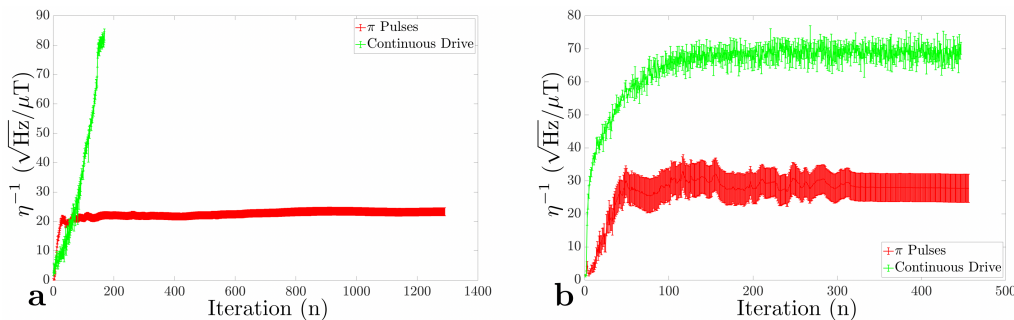 90
80
70
60
50
40
30
20
10
0
η⁻¹ (√Hz/μT)
0 200 400 600 800 1000 1200 1400
Iteration (n)
π Pulses
Continuous Drive
a
80
70
60
50
40
30
20
10
0
η⁻¹ (√Hz/μT)
0 100 200 300 400 500
Iteration (n)
π Pulses
Continuous Drive
b